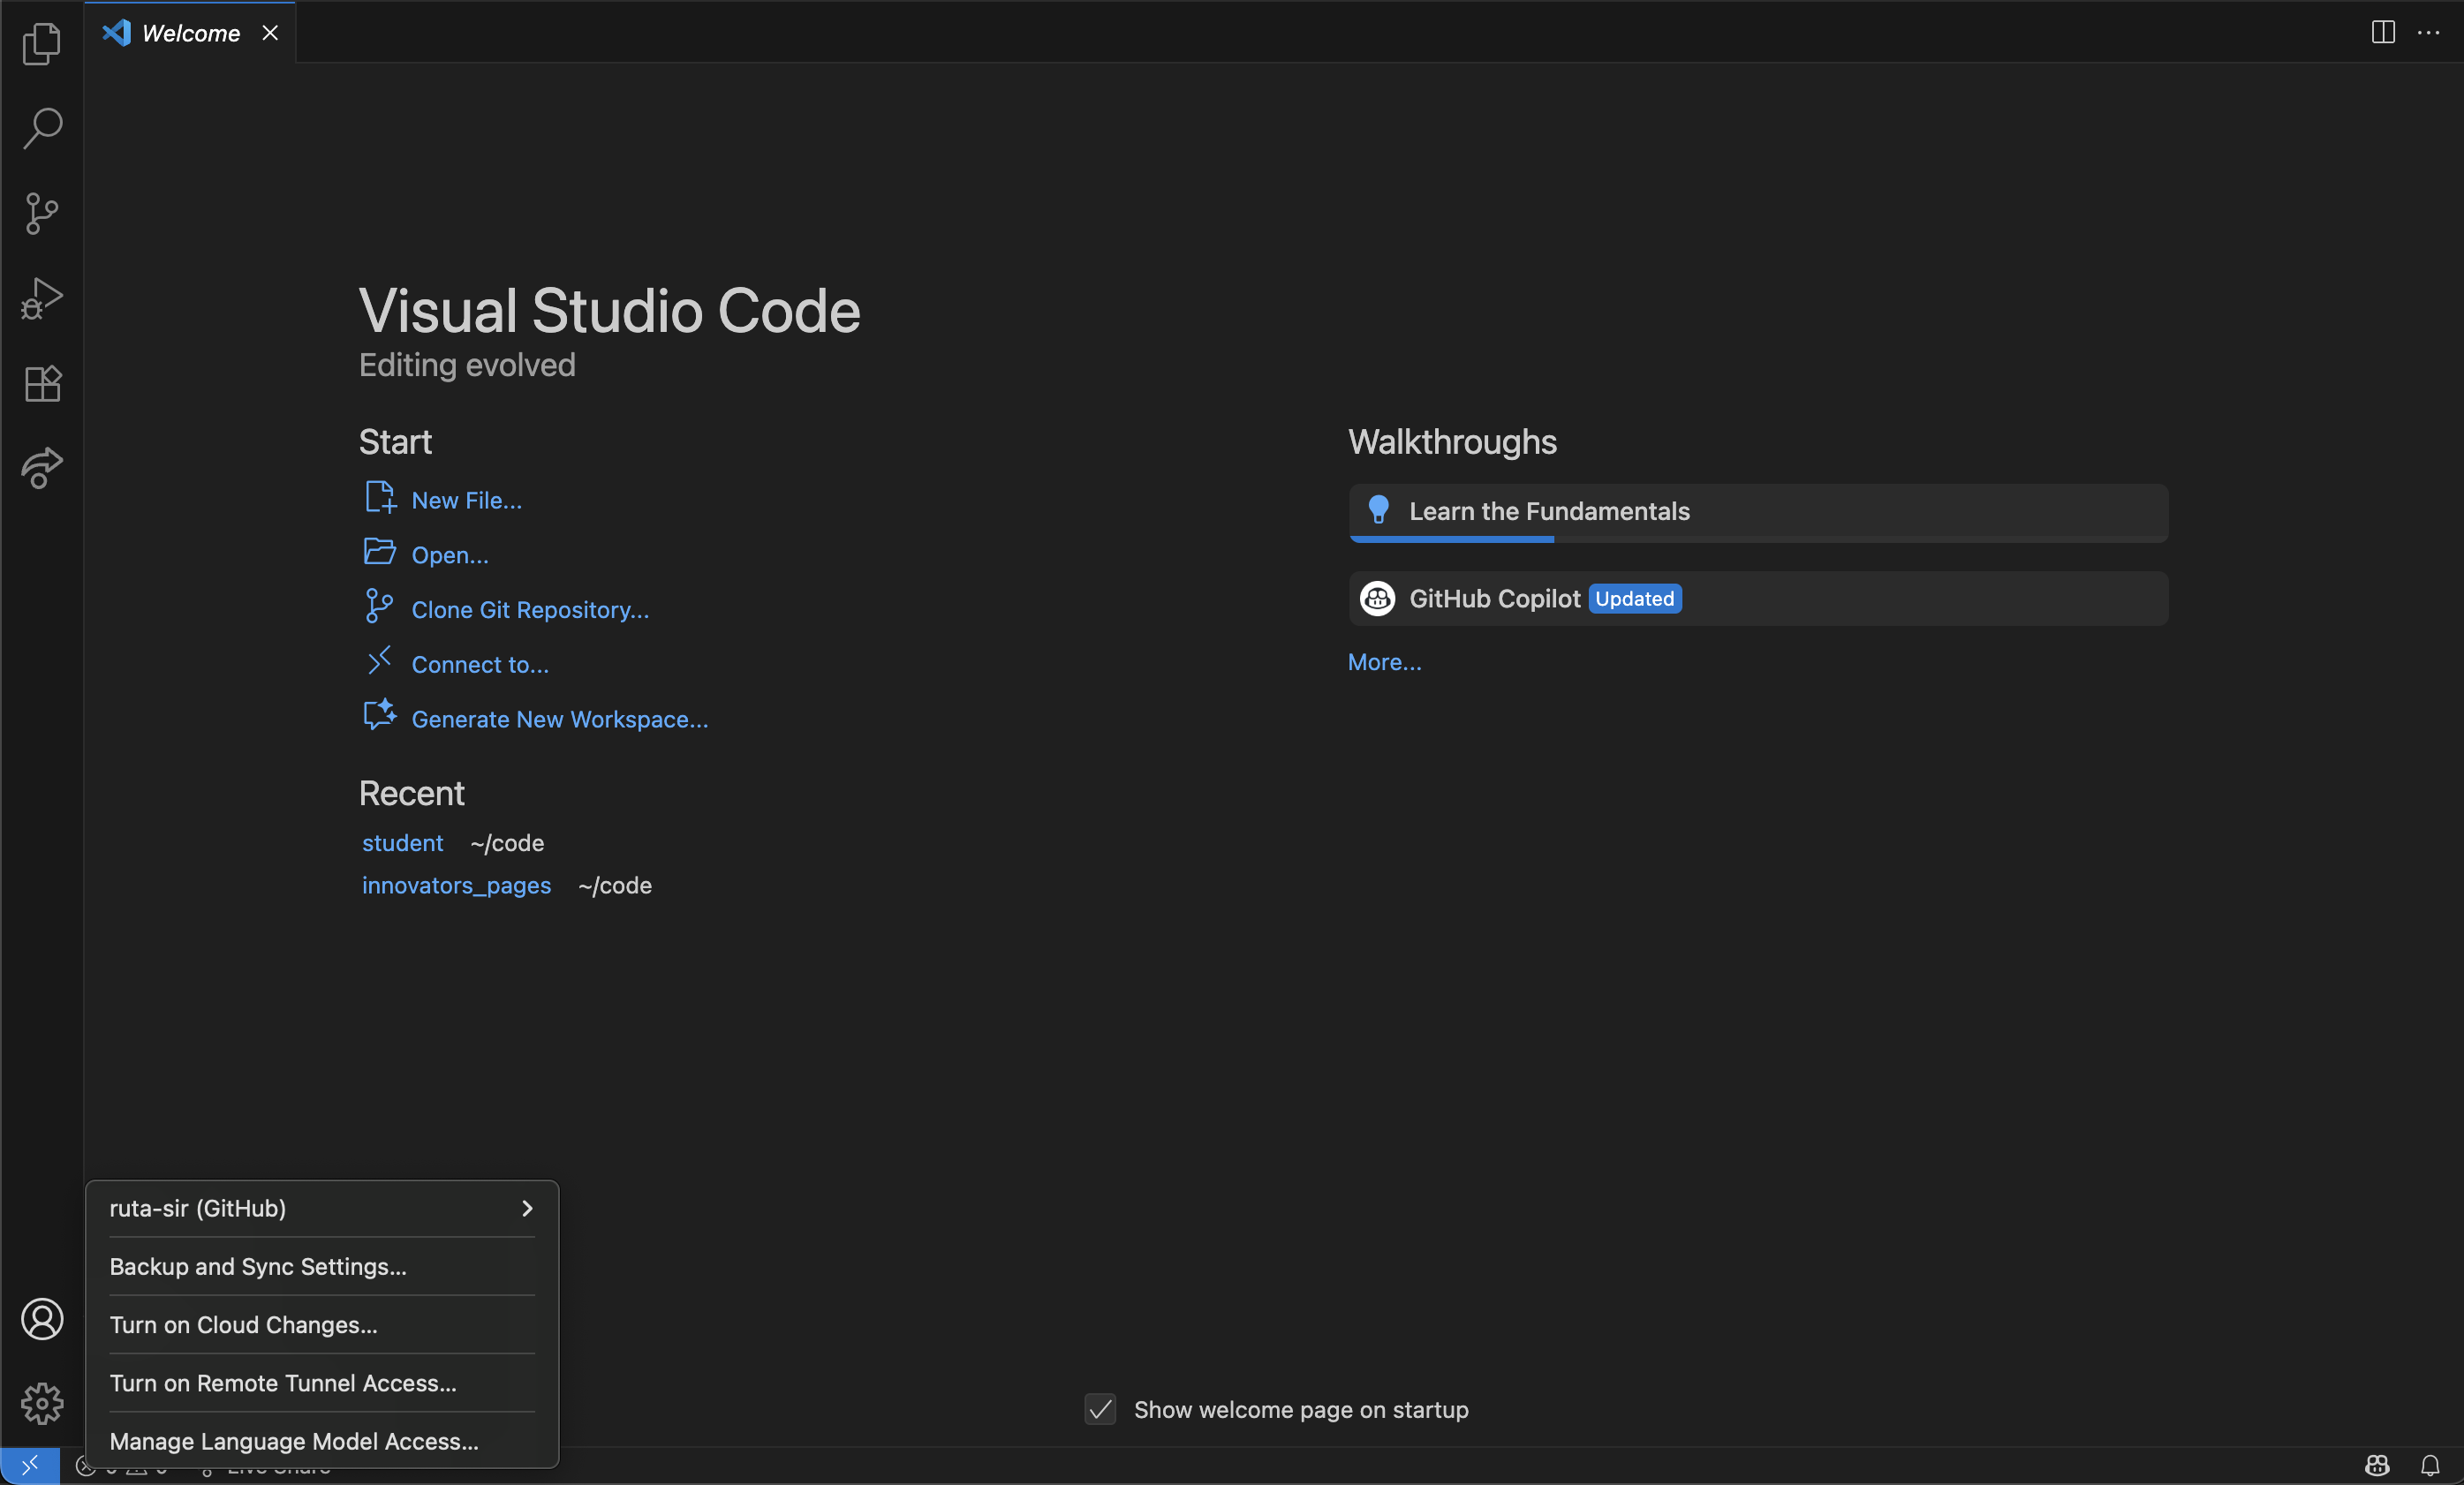 Welcome
Visual Studio Code
Editing evolved
Start
New File...
Open...
Clone Git Repository...
Connect to...
Generate New Workspace...
Recent
student ~/code
innovators_pages ~/code
Walkthroughs
Learn the Fundamentals
GitHub Copilot Updated
More...
ruta-sir (GitHub)
Backup and Sync Settings...
Turn on Cloud Changes...
Turn on Remote Tunnel Access...
Manage Language Model Access...
Show welcome page on startup
Live Share